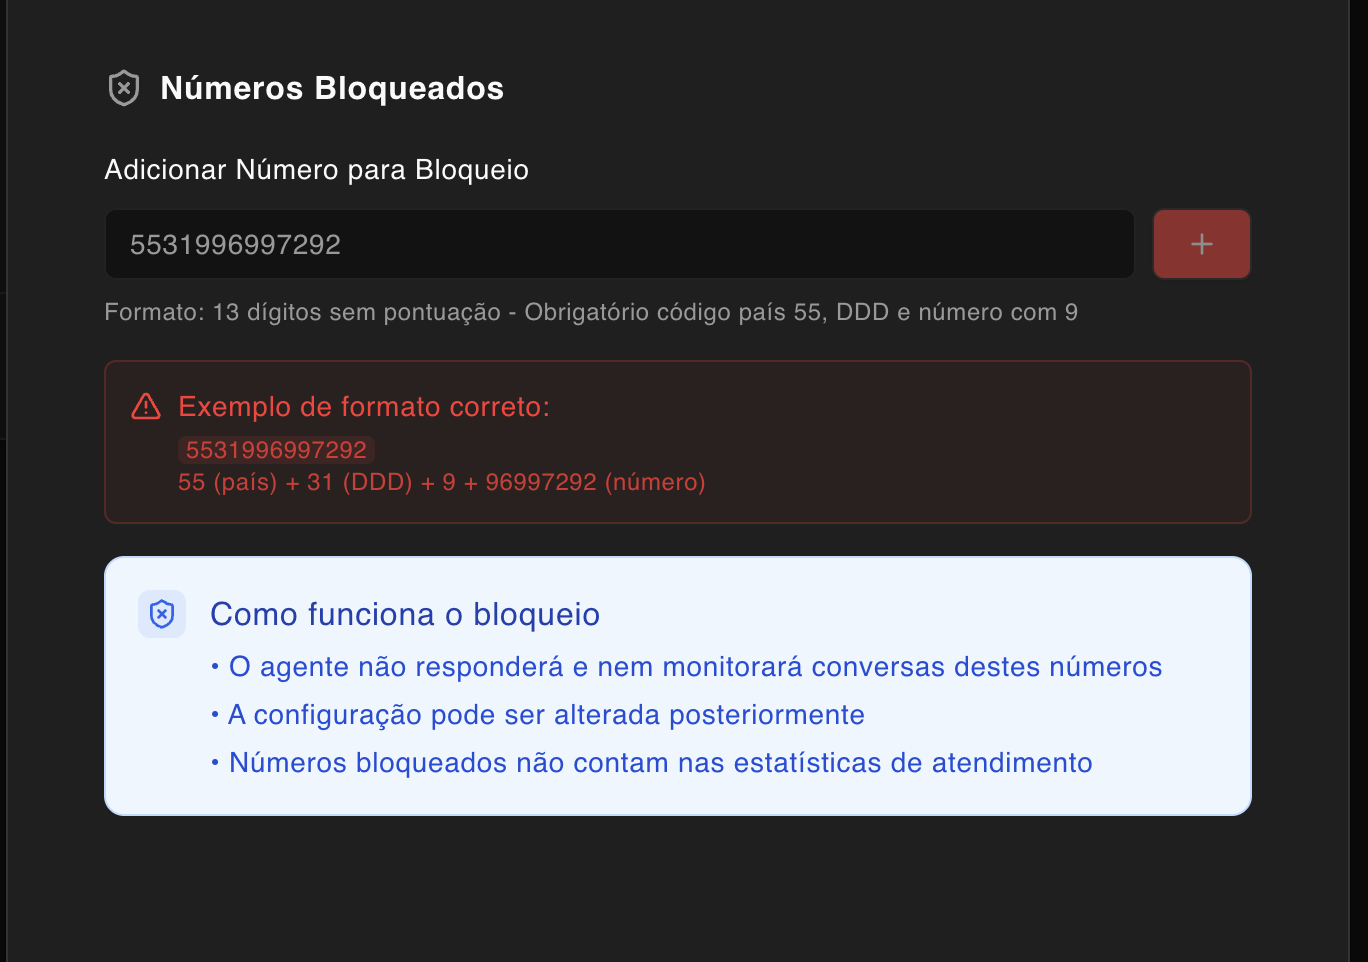 Números Bloqueados
Adicionar Número para Bloqueio
5531996997292
Formato: 13 dígitos sem pontuação - Obrigatório código país 55, DDD e número com 9
Exemplo de formato correto:
5531996997292
55 (país) + 31 (DDD) + 9 + 96997292 (número)
Como funciona o bloqueio
• O agente não responderá e nem monitorará conversas destes números
• A configuração pode ser alterada posteriormente
• Números bloqueados não contam nas estatísticas de atendimento